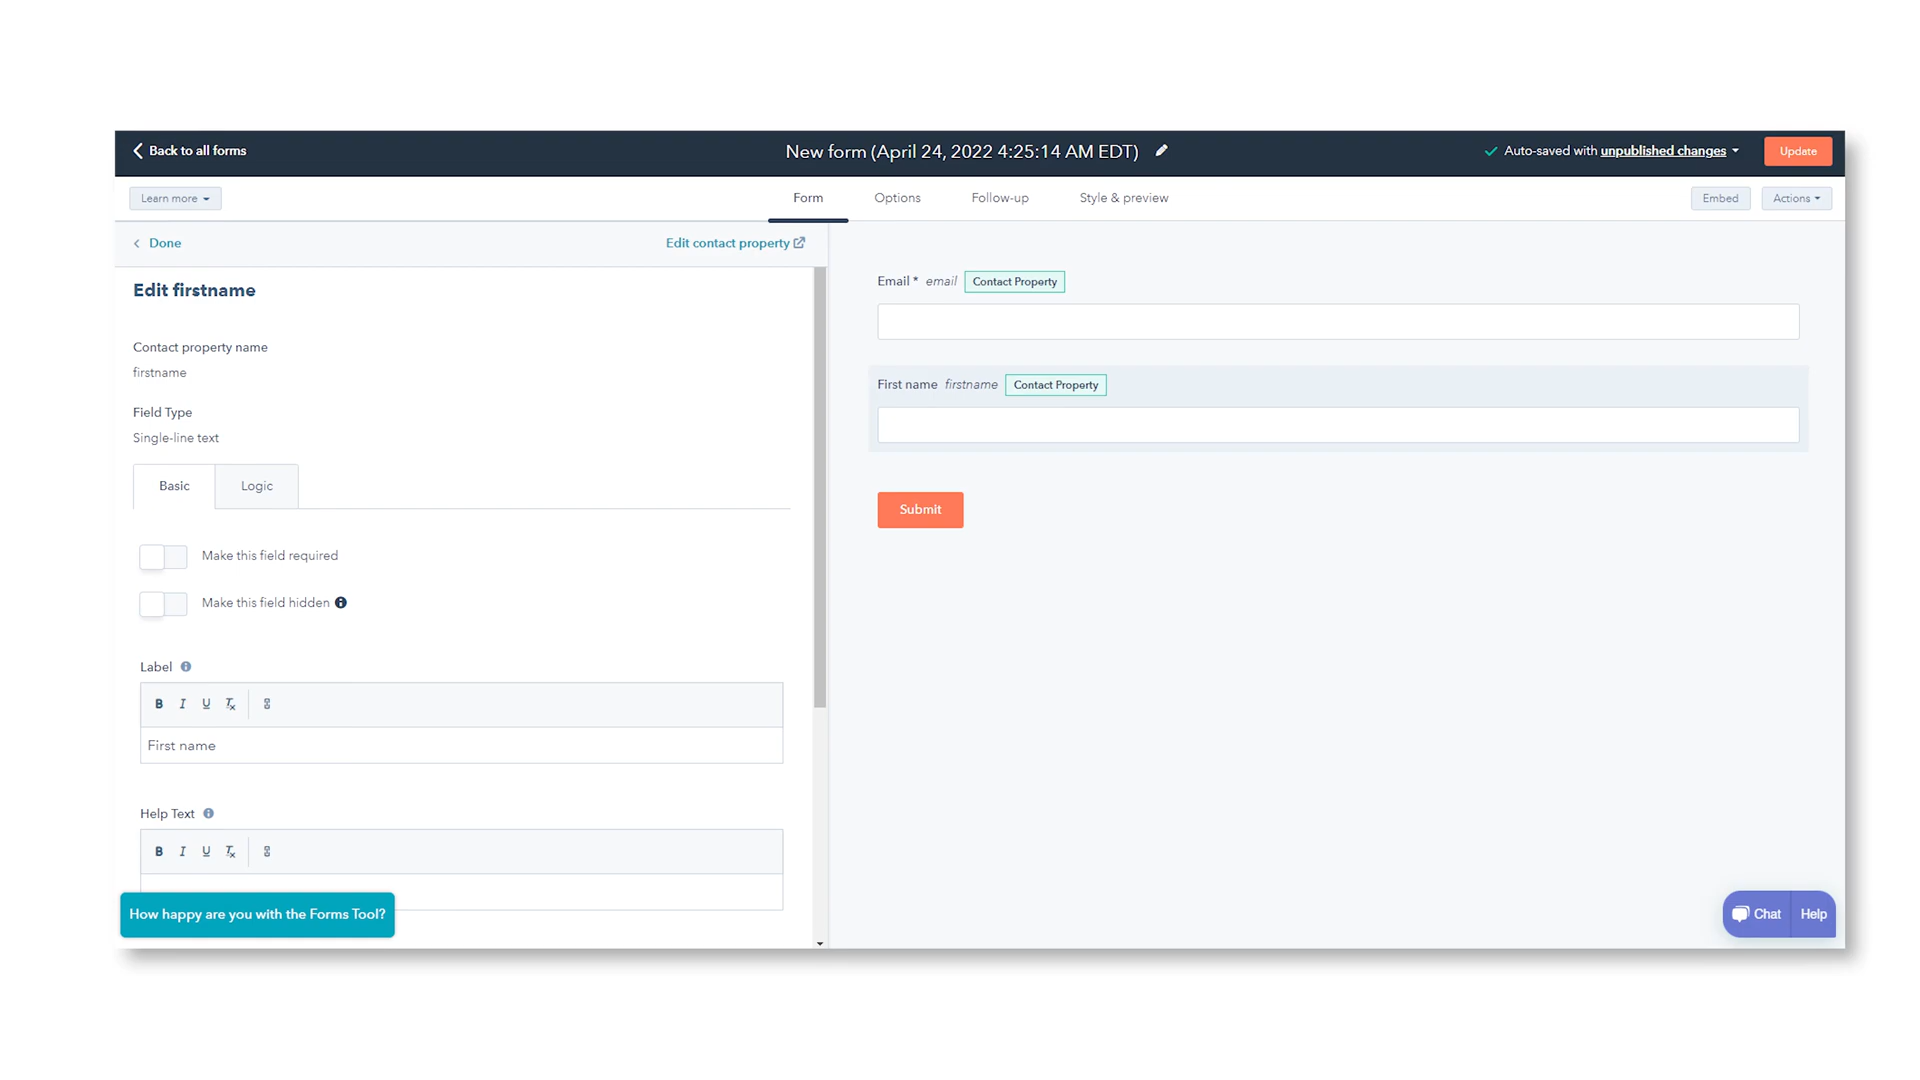 Back to all forms
New form (April 24, 2022 4:25:14 AM EDT)
Auto-saved with unpublished changes
Update
Learn more
Form
Options
Follow-up
Style & preview
Embed
Actions
Done
Edit contact property
Edit firstname
Contact property name
firstname
Field Type
Single-line text
Basic
Logic
Make this field required
Make this field hidden
Label
B I U Tx
First name
Help Text
B I U Tx
How happy are you with the Forms Tool?
Email * email Contact Property
First name firstname Contact Property
Submit
Chat
Help